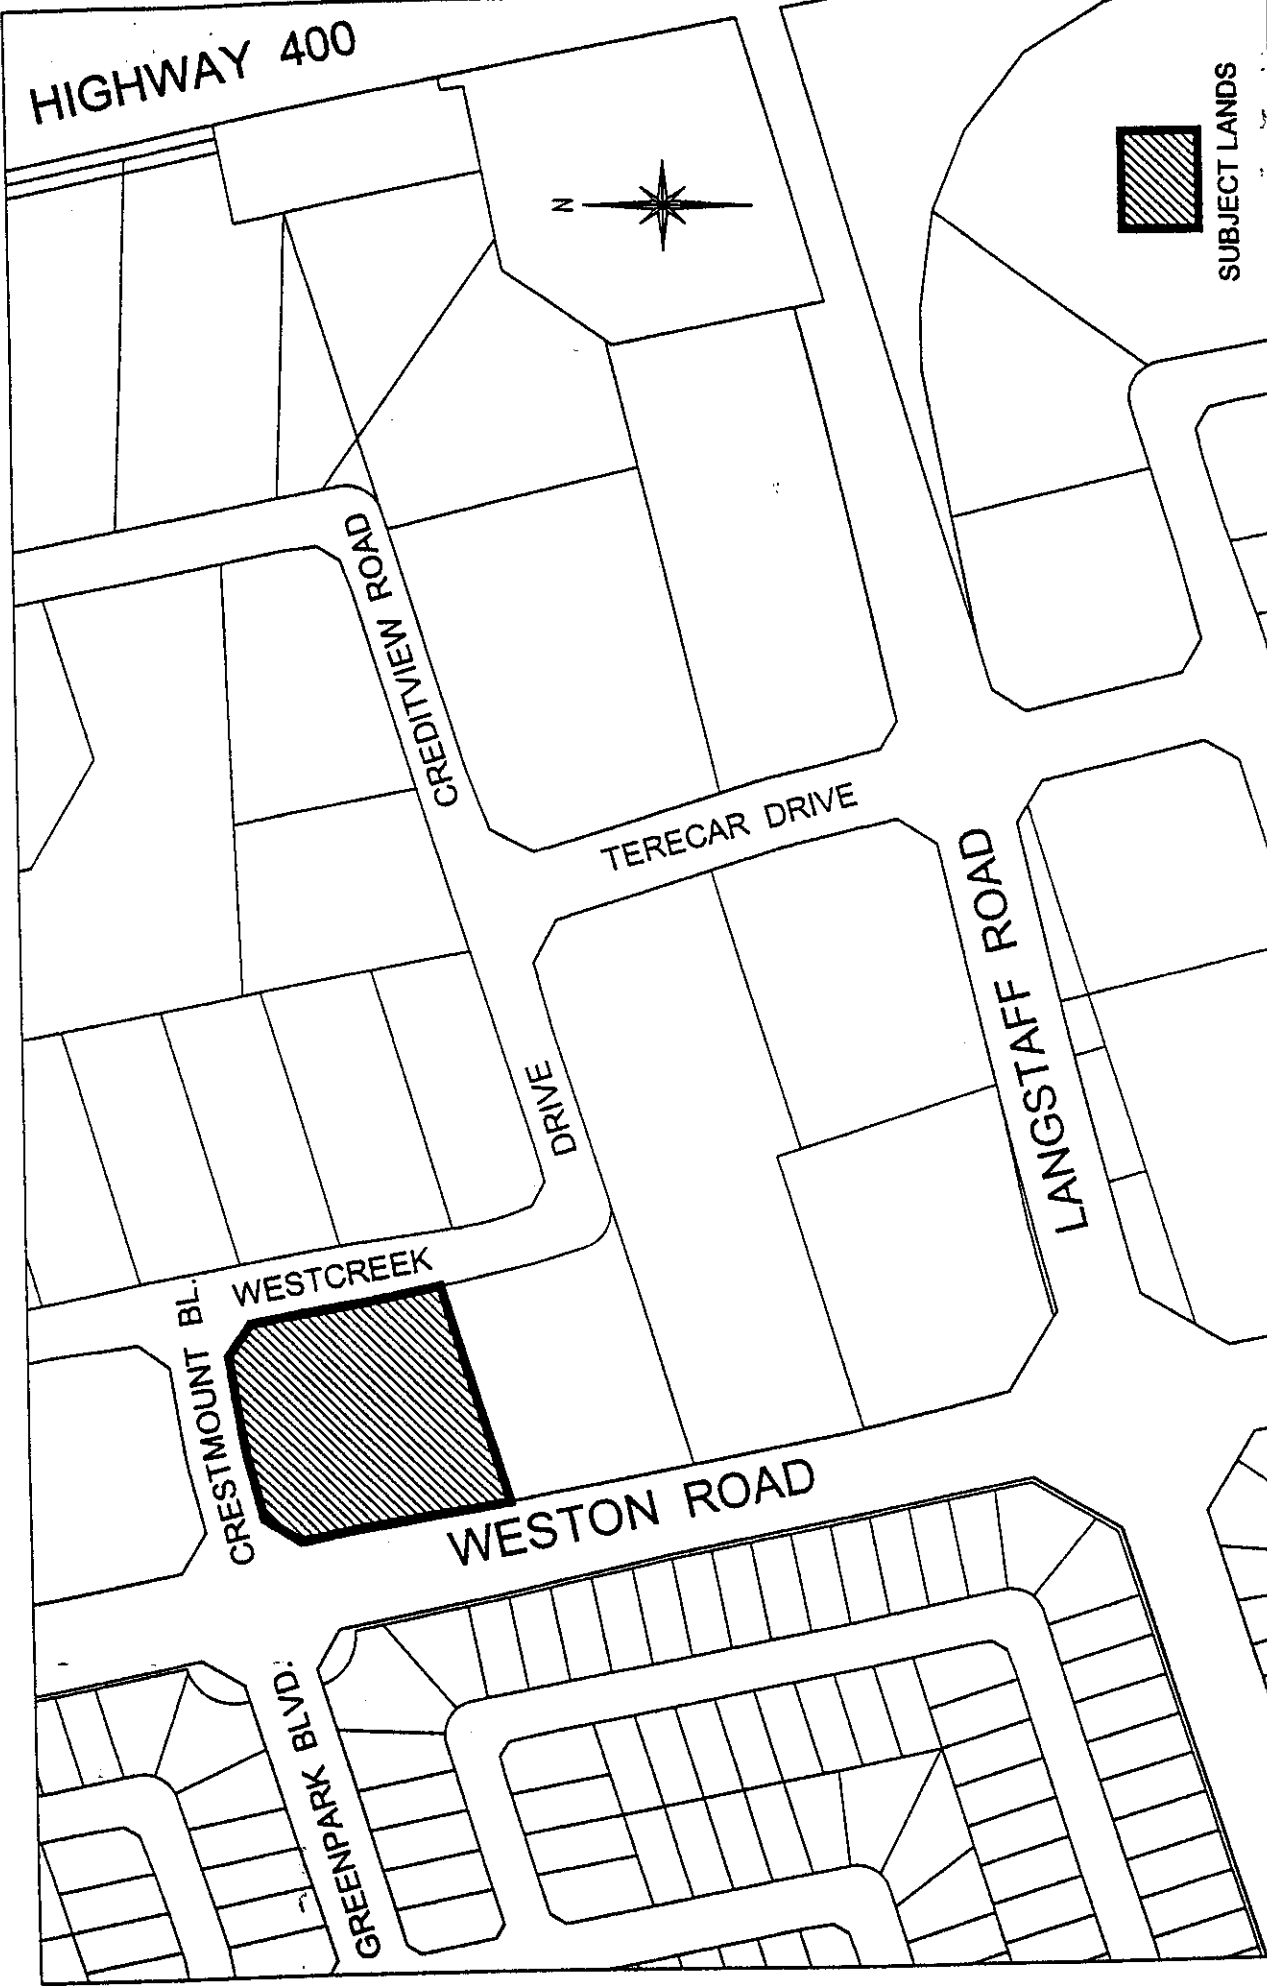 HIGHWAY 400
N
SUBJECT LANDS
CREDITVIEW ROAD
TERECAR DRIVE
LANGSTAFF ROAD
DRIVE
WESTCREEK
CRESTMOUNT BL.
WESTON ROAD
GREENPARK BLVD.